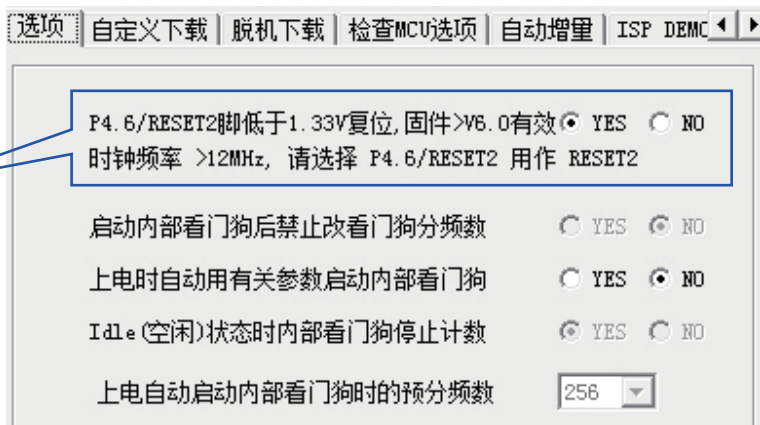 选项 自定义下载 脱机下载 检查MCU选项 自动增量 ISP DEMO
P4.6/RESET2脚低于1.33V复位,固件>V6.0有效 YES NO
时钟频率 >12MHz, 请选择 P4.6/RESET2 用作 RESET2
启动内部看门狗后禁止改看门狗分频数 YES NO
上电时自动用有关参数启动内部看门狗 YES NO
Idle(空闲)状态时内部看门狗停止计数 YES NO
上电自动启动内部看门狗时的预分频数 256